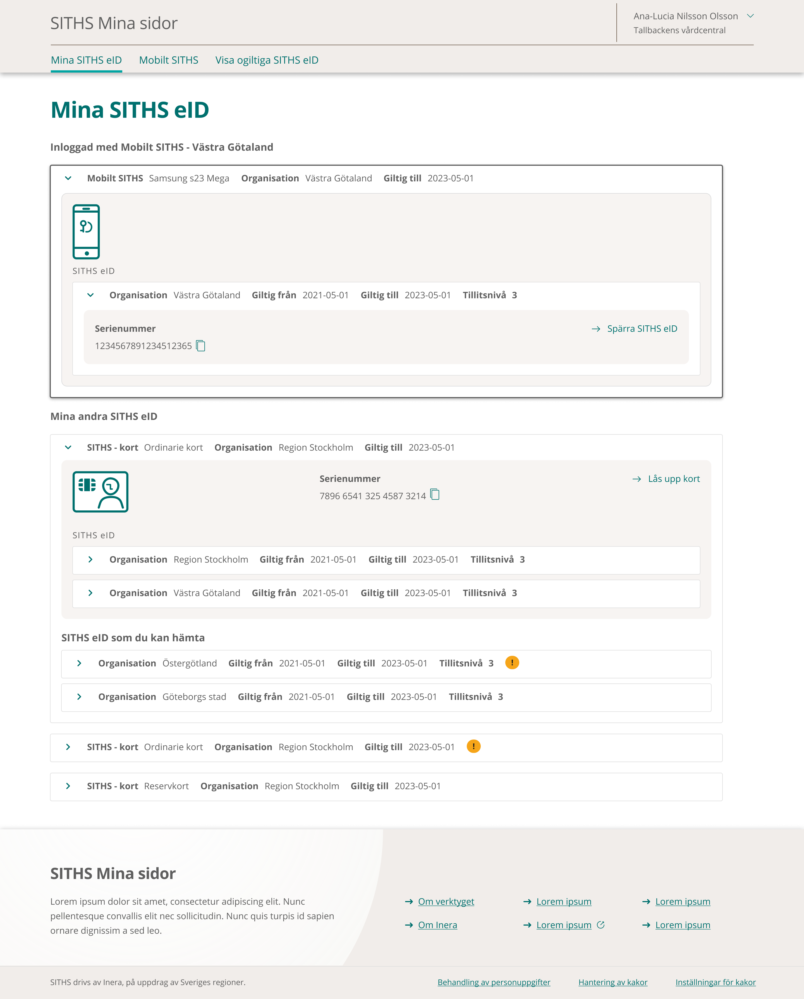 SITHS Mina sidor
Ana-Lucia Nilsson Olsson
Tallbackens vårdcentral
Mina SITHS eID Mobilt SITHS Visa ogiltiga SITHS eID
Mina SITHS eID
Inloggad med Mobilt SITHS - Västra Götaland
Mobilt SITHS Samsung s23 Mega Organisation Västra Götaland Giltig till 2023-05-01
SITHS eID
Organisation Västra Götaland Giltig från 2021-05-01 Giltig till 2023-05-01 Tillitsnivå 3
Serienummer Spärra SITHS eID
1234567891234512365
Mina andra SITHS eID
SITHS - kort Ordinarie kort Organisation Region Stockholm Giltig till 2023-05-01
Serienummer Lås upp kort
7896 6541 325 4587 3214
SITHS eID
Organisation Region Stockholm Giltig från 2021-05-01 Giltig till 2023-05-01 Tillitsnivå 3
Organisation Västra Götaland Giltig från 2021-05-01 Giltig till 2023-05-01 Tillitsnivå 3
SITHS eID som du kan hämta
Organisation Östergötland Giltig från 2021-05-01 Giltig till 2023-05-01 Tillitsnivå 3 !
Organisation Göteborgs stad Giltig från 2021-05-01 Giltig till 2023-05-01 Tillitsnivå 3
SITHS - kort Ordinarie kort Organisation Region Stockholm Giltig till 2023-05-01 !
SITHS - kort Reservkort Organisation Region Stockholm Giltig till 2023-05-01
SITHS Mina sidor
Lorem ipsum dolor sit amet, consectetur adipiscing elit. Nunc
pellentesque convallis elit nec sollicitudin. Nunc quis turpis id sapien
ornare dignissim a sed leo.
Om verktyget Lorem ipsum Lorem ipsum
Om Inera Lorem ipsum Lorem ipsum
SITHS drivs av Inera, på uppdrag av Sveriges regioner.
Behandling av personuppgifter Hantering av kakor Inställningar för kakor